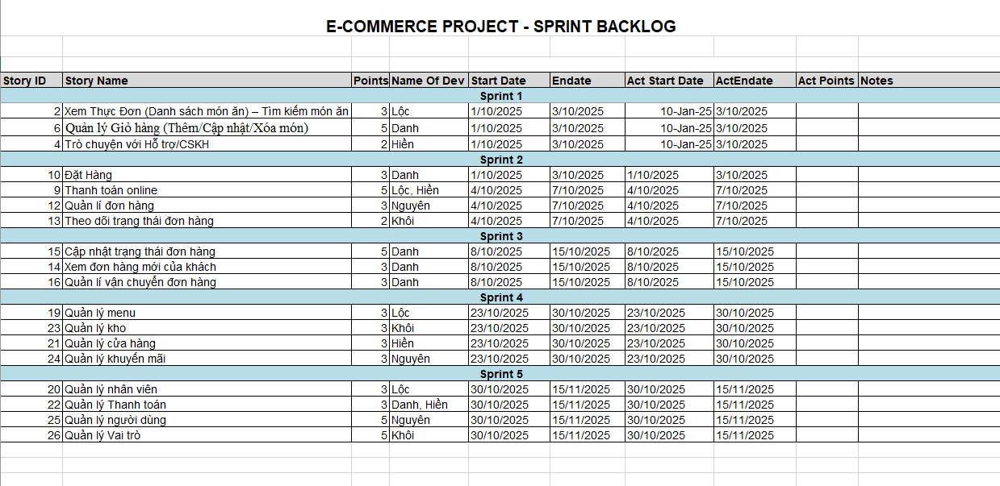 E-COMMERCE PROJECT - SPRINT BACKLOG
Story ID Story Name Points Name Of Dev Start Date Endate Act Start Date ActEndate Act Points Notes
Sprint 1
2 Xem Thực Đơn (Danh sách món ăn) – Tìm kiếm món ăn 3 Lộc 1/10/2025 3/10/2025 10-Jan-25 3/10/2025
6 Quản lý Giỏ hàng (Thêm/Cập nhật/Xóa món) 5 Danh 1/10/2025 3/10/2025 10-Jan-25 3/10/2025
4 Trò chuyện với Hỗ trợ/CSKH 2 Hiền 1/10/2025 3/10/2025 10-Jan-25 3/10/2025
Sprint 2
10 Đặt Hàng 3 Danh 1/10/2025 3/10/2025 1/10/2025 3/10/2025
9 Thanh toán online 5 Lộc, Hiền 4/10/2025 7/10/2025 4/10/2025 7/10/2025
12 Quản lí đơn hàng 3 Nguyên 4/10/2025 7/10/2025 4/10/2025 7/10/2025
13 Theo dõi trạng thái đơn hàng 2 Khôi 4/10/2025 7/10/2025 4/10/2025 7/10/2025
Sprint 3
15 Cập nhật trạng thái đơn hàng 5 Danh 8/10/2025 15/10/2025 8/10/2025 15/10/2025
14 Xem đơn hàng mới của khách 3 Danh 8/10/2025 15/10/2025 8/10/2025 15/10/2025
16 Quản lí vận chuyển đơn hàng 3 Danh 8/10/2025 15/10/2025 8/10/2025 15/10/2025
Sprint 4
19 Quản lý menu 3 Lộc 23/10/2025 30/10/2025 23/10/2025 30/10/2025
23 Quản lý kho 3 Khôi 23/10/2025 30/10/2025 23/10/2025 30/10/2025
21 Quản lý cửa hàng 3 Hiền 23/10/2025 30/10/2025 23/10/2025 30/10/2025
24 Quản lý khuyến mãi 3 Nguyên 23/10/2025 30/10/2025 23/10/2025 30/10/2025
Sprint 5
20 Quản lý nhân viên 3 Lộc 30/10/2025 15/11/2025 30/10/2025 15/11/2025
22 Quản lý Thanh toán 3 Danh, Hiền 30/10/2025 15/11/2025 30/10/2025 15/11/2025
25 Quản lý người dùng 5 Nguyên 30/10/2025 15/11/2025 30/10/2025 15/11/2025
26 Quản lý Vai trò 5 Khôi 30/10/2025 15/11/2025 30/10/2025 15/11/2025